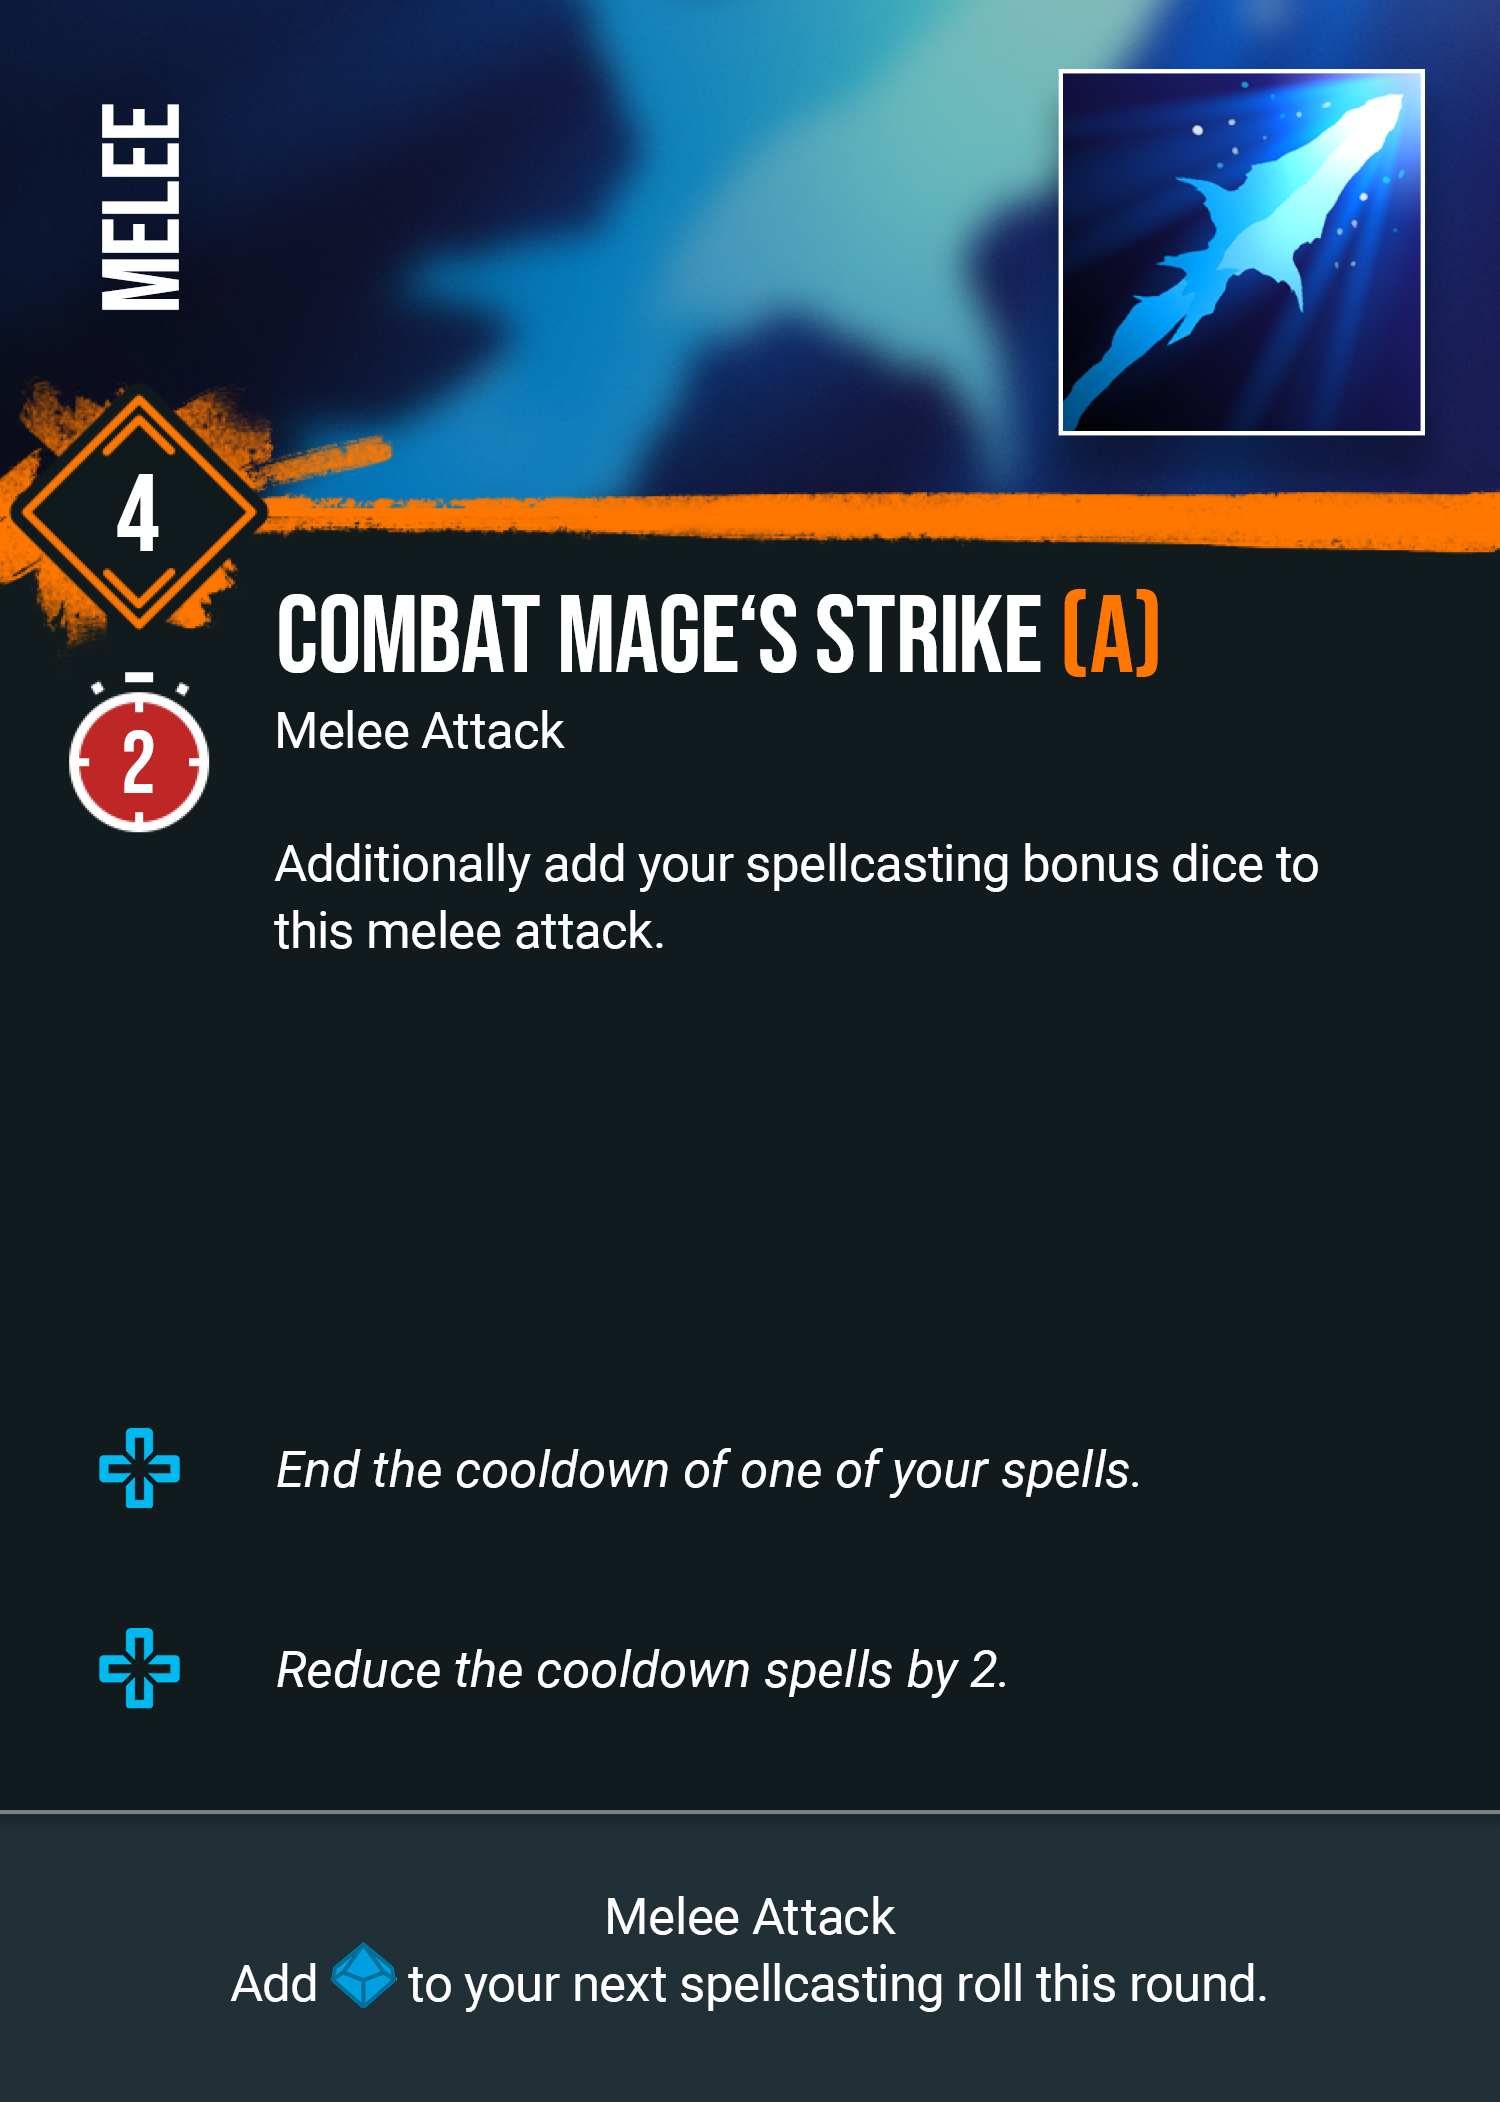 MELEE
4
COMBAT MAGE‘S STRIKE (A)
2
Melee Attack
Additionally add your spellcasting bonus dice to
this melee attack.
End the cooldown of one of your spells.
Reduce the cooldown spells by 2.
Melee Attack
Add to your next spellcasting roll this round.